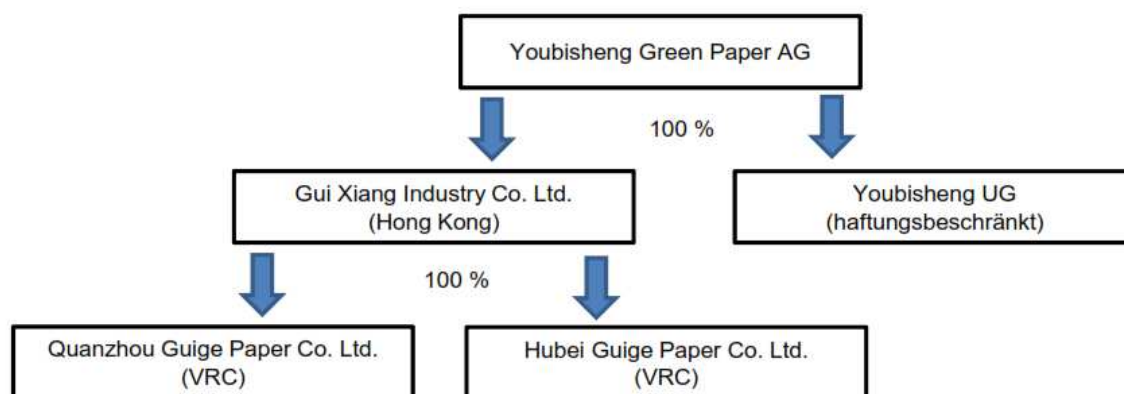 Youbisheng Green Paper AG
100 %
Gui Xiang Industry Co. Ltd.
(Hong Kong)
Youbisheng UG
(haftungsbeschränkt)
100 %
Quanzhou Guige Paper Co. Ltd.
(VRC)
Hubei Guige Paper Co. Ltd.
(VRC)